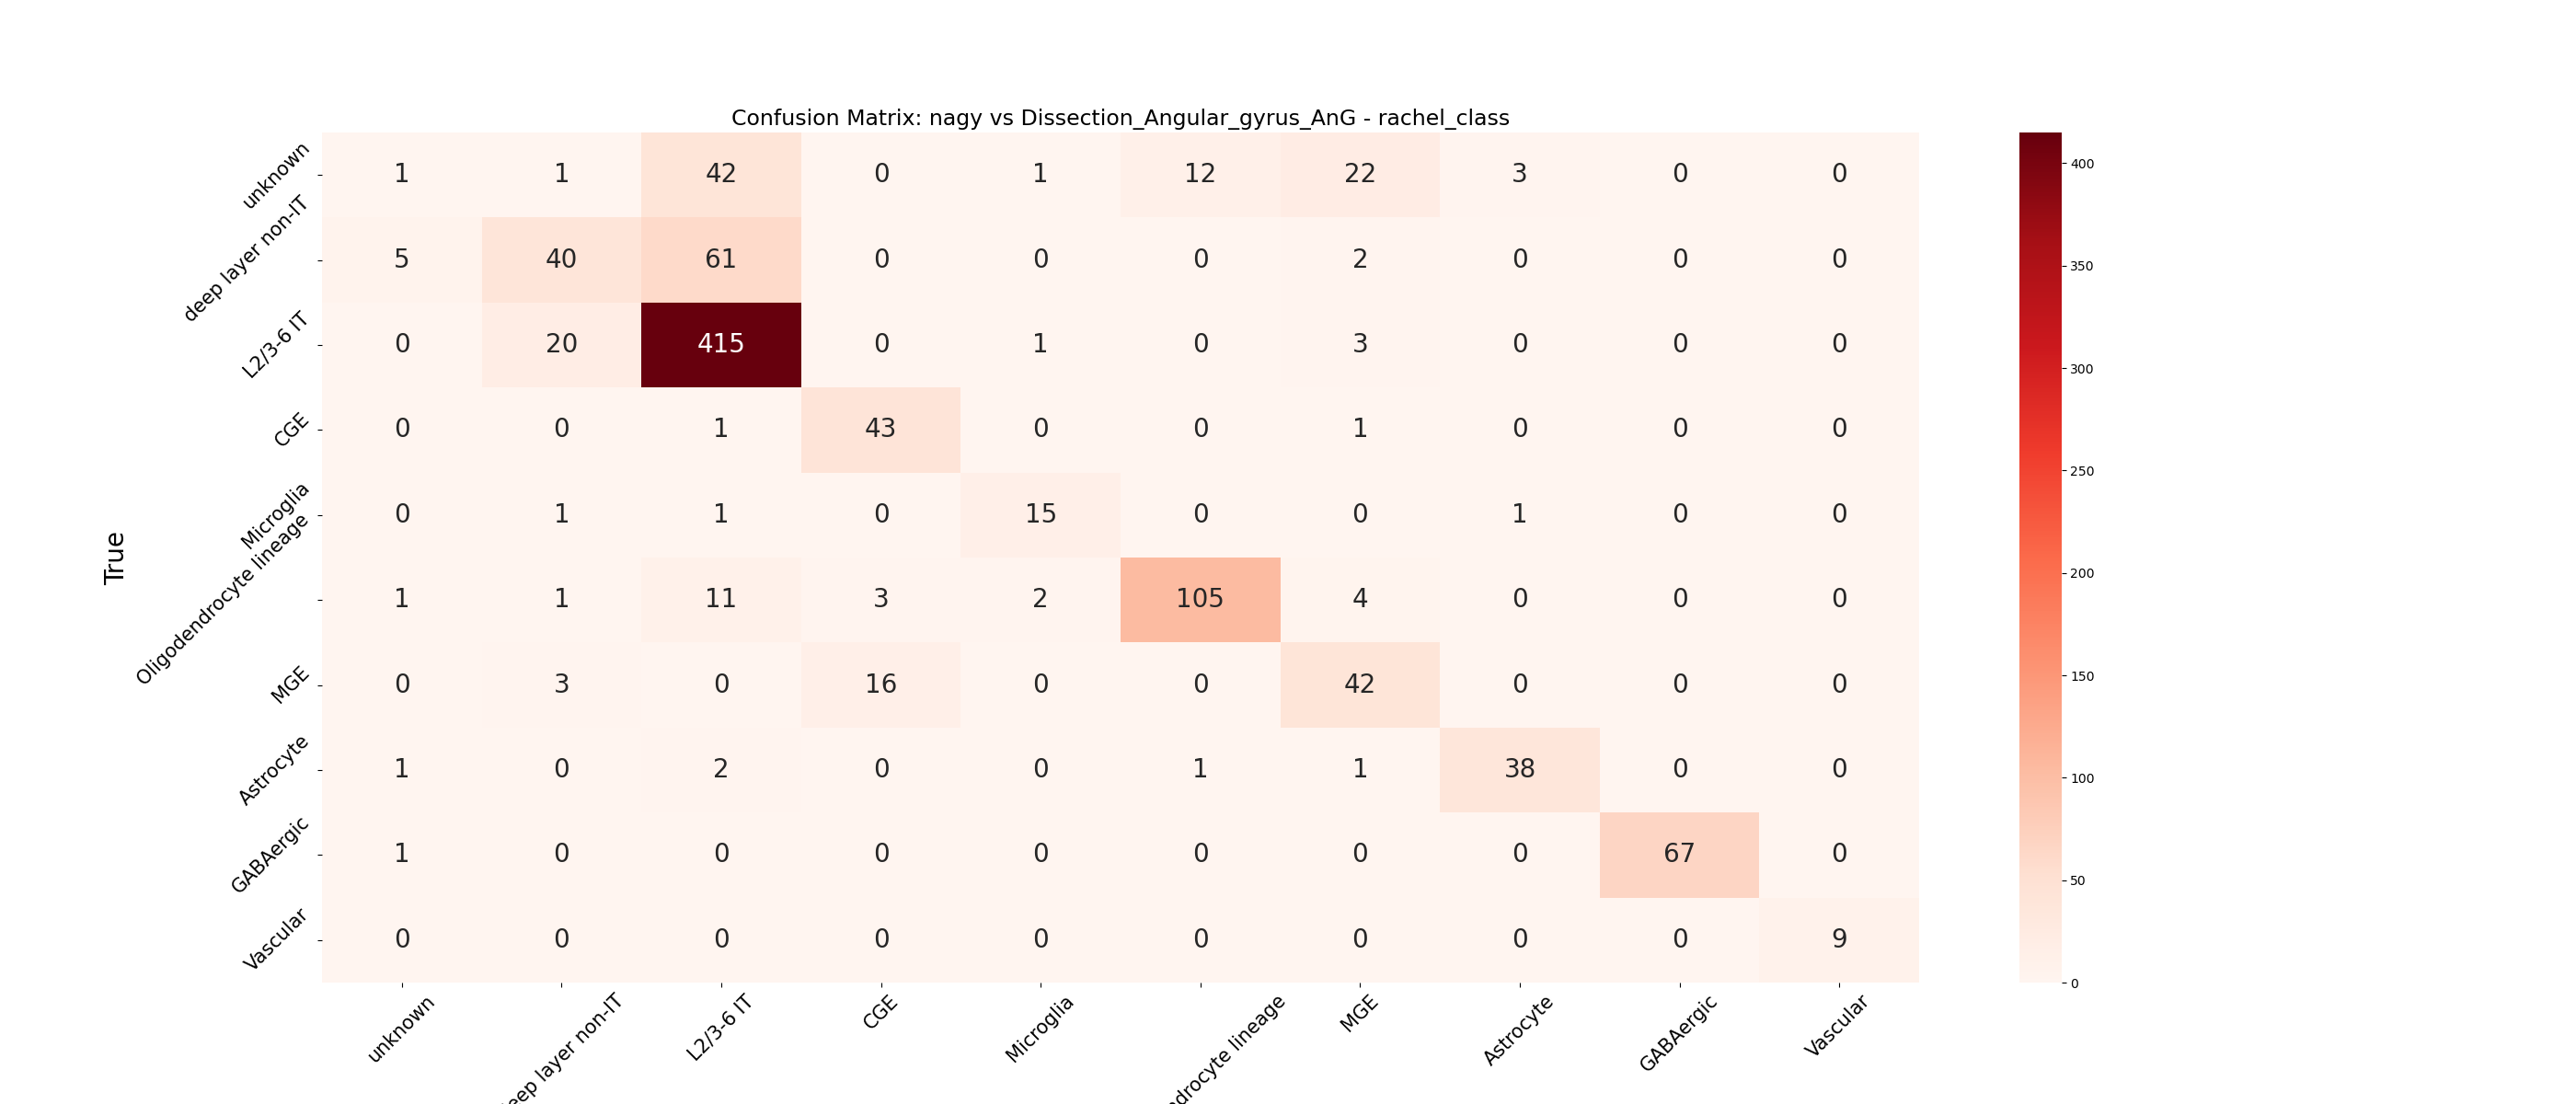 Confusion Matrix: nagy vs Dissection_Angular_gyrus_AnG - rachel_class
True
unknown 1 1 42 0 1 12 22 3 0 0
deep layer non-IT 5 40 61 0 0 0 2 0 0 0
L2/3-6 IT 0 20 415 0 1 0 3 0 0 0
CGE 0 0 1 43 0 0 1 0 0 0
Microglia 0 1 1 0 15 0 0 1 0 0
Oligodendrocyte lineage 1 1 11 3 2 105 4 0 0 0
MGE 0 3 0 16 0 0 42 0 0 0
Astrocyte 1 0 2 0 0 1 1 38 0 0
GABAergic 1 0 0 0 0 0 0 0 67 0
Vascular 0 0 0 0 0 0 0 0 0 9
unknown
eep layer non-IT
L2/3-6 IT
CGE
Microglia
drocyte lineage
MGE
Astrocyte
GABAergic
Vascular
400
350
300
250
200
150
100
50
0